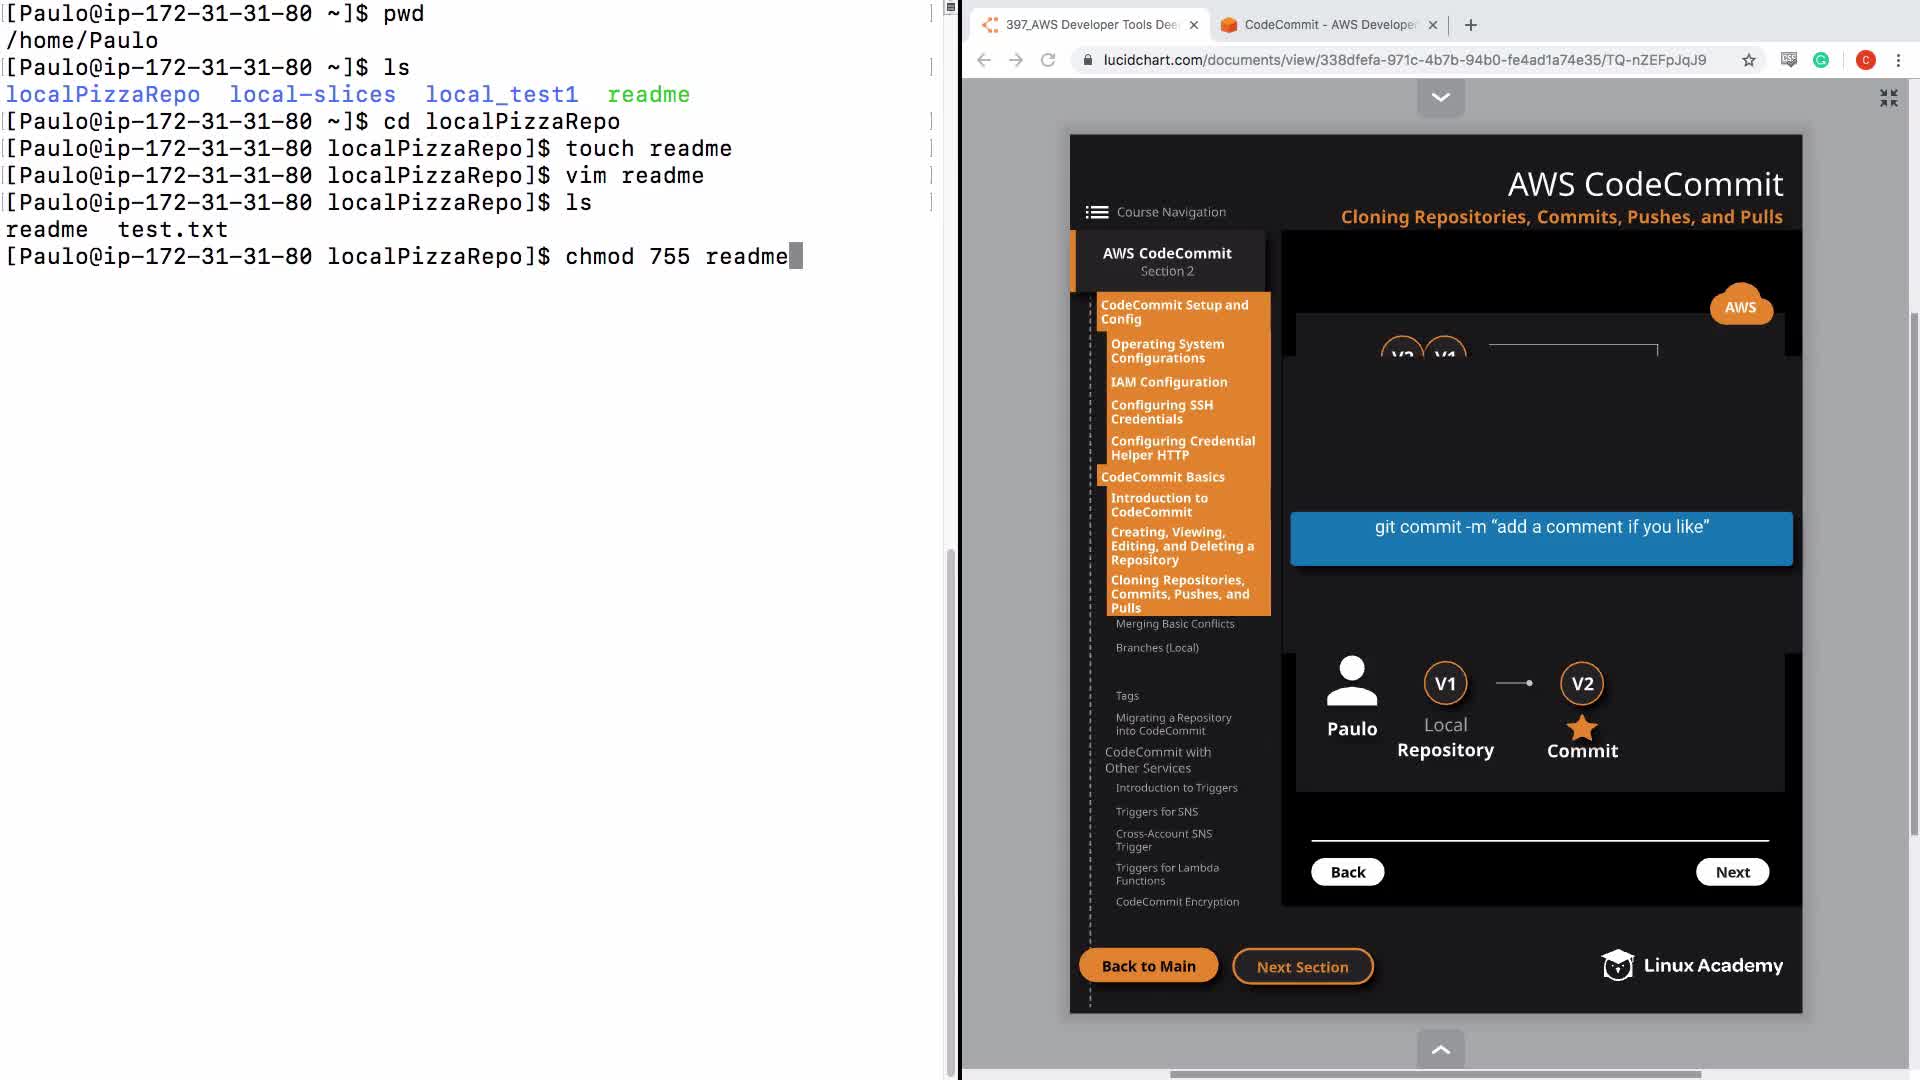 [Paulo@ip-172-31-31-80 ~]$ pwd
/home/Paulo
[Paulo@ip-172-31-31-80 ~]$ ls
localPizzaRepo  local-slices  local_test1  readme
[Paulo@ip-172-31-31-80 ~]$ cd localPizzaRepo
[Paulo@ip-172-31-31-80 localPizzaRepo]$ touch readme
[Paulo@ip-172-31-31-80 localPizzaRepo]$ vim readme
[Paulo@ip-172-31-31-80 localPizzaRepo]$ ls
readme  test.txt
[Paulo@ip-172-31-31-80 localPizzaRepo]$ chmod 755 readme
397_AWS Developer Tools Dee
CodeCommit - AWS Developer
lucidchart.com/documents/view/338dfefa-971c-4b7b-94b0-fe4ad1a74e35/TQ-nZEFpJqJ9
C
AWS CodeCommit
Cloning Repositories, Commits, Pushes, and Pulls
Course Navigation
AWS CodeCommit
Section 2
CodeCommit Setup and
Config
Operating System
Configurations
IAM Configuration
Configuring SSH
Credentials
Configuring Credential
Helper HTTP
CodeCommit Basics
Introduction to
CodeCommit
Creating, Viewing,
Editing, and Deleting a
Repository
Cloning Repositories,
Commits, Pushes, and
Pulls
Merging Basic Conflicts
Branches (Local)
Tags
Migrating a Repository
into CodeCommit
CodeCommit with
Other Services
Introduction to Triggers
Triggers for SNS
Cross-Account SNS
Trigger
Triggers for Lambda
Functions
CodeCommit Encryption
AWS
V2 V1
git commit -m “add a comment if you like”
Paulo
V1
Local
Repository
V2
Commit
Back
Next
Back to Main
Next Section
Linux Academy